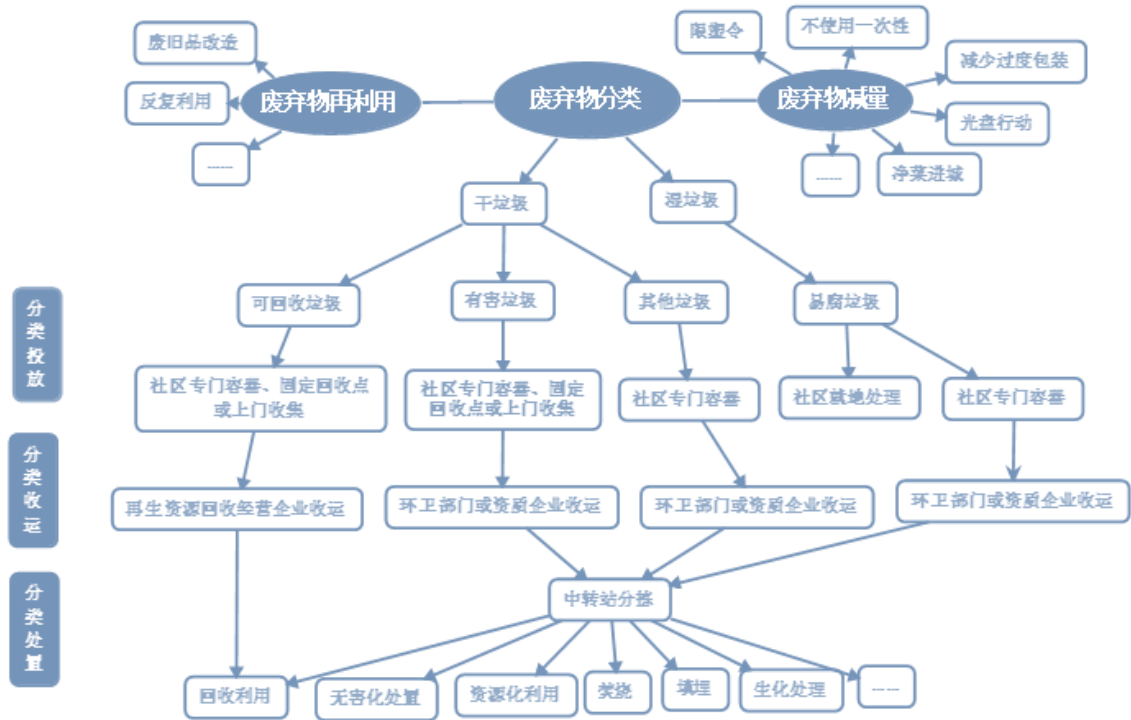 废旧品改造
反复利用
……
废弃物再利用
废弃物分类
废弃物减量
限塑令
不使用一次性
减少过度包装
光盘行动
净菜进城
……
干垃圾
湿垃圾
分类投放
可回收垃圾
有害垃圾
其他垃圾
易腐垃圾
社区专门容器、固定回收点
或上门收集
社区专门容器、固定
回收点或上门收集
社区专门容器
社区就地处理
社区专门容器
分类收运
再生资源回收经营企业收运
环卫部门或资质企业收运
环卫部门或资质企业收运
环卫部门或资质企业收运
分类处置
中转站分拣
回收利用
无害化处置
资源化利用
焚烧
填埋
生化处理
……